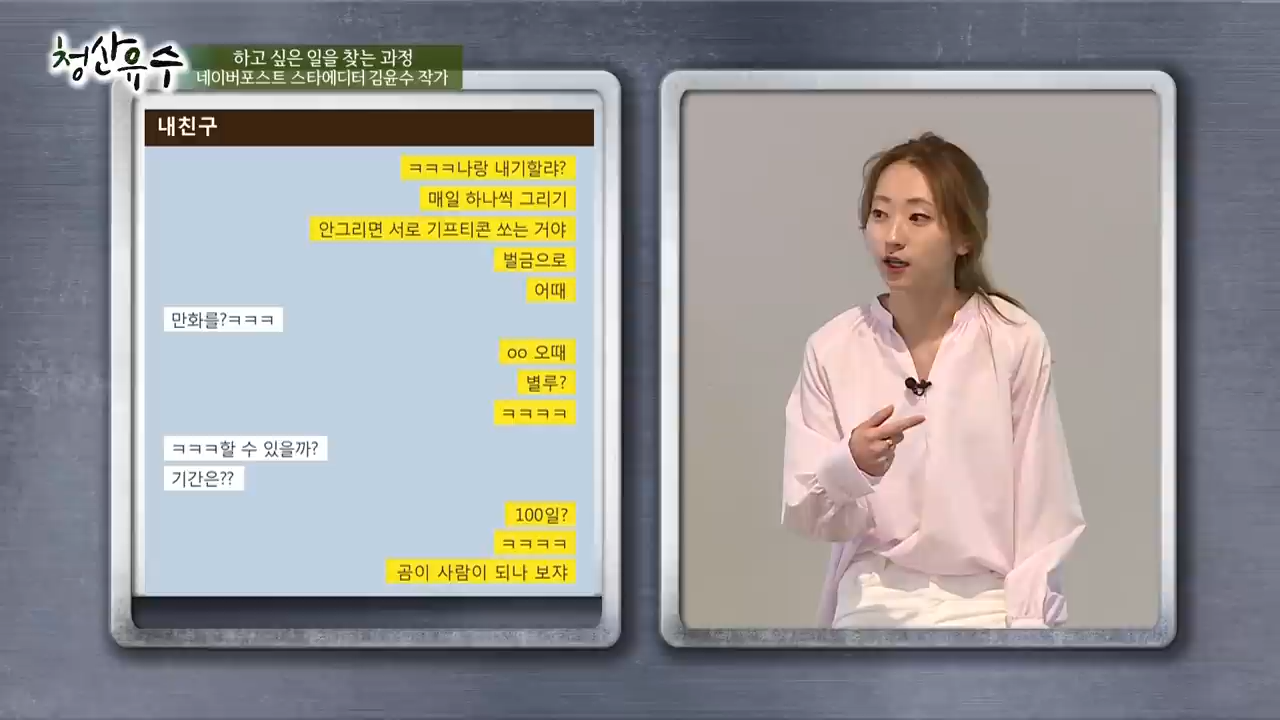 청산유수
하고 싶은 일을 찾는 과정
네이버포스트 스타에디터 김윤수 작가
내친구
ㅋㅋㅋ나랑 내기할랴?
매일 하나씩 그리기
안그리면 서로 기프티콘 쏘는 거야
벌금으로
어때
만화를?ㅋㅋㅋ
oo 오때
별루?
ㅋㅋㅋㅋ
ㅋㅋㅋ할 수 있을까?
기간은??
100일?
ㅋㅋㅋㅋ
곰이 사람이 되나 보쟈